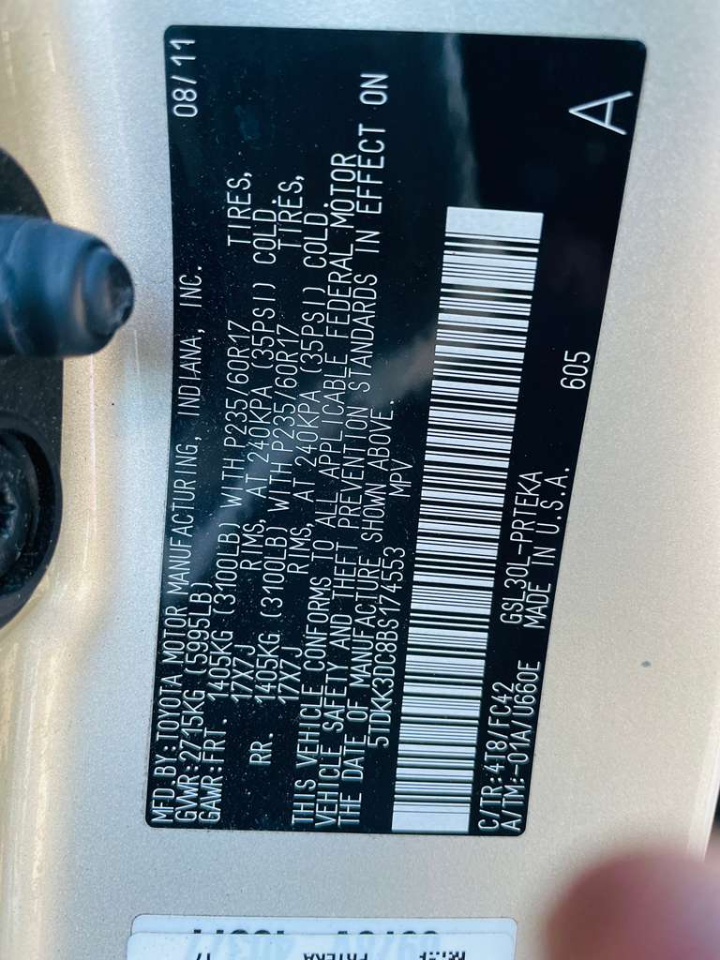 MFD.BY:TOYOTA MOTOR MANUFACTURING, INDIANA, INC. 08/11
GVWR:2715KG (5995LB)
GAWR:FRT. 1405KG (3100LB) WITH P235/60R17 TIRES,
17X7J RIMS, AT 240KPA (35PSI) COLD.
RR. 1405KG (3100LB) WITH P235/60R17 TIRES,
17X7J RIMS, AT 240KPA (35PSI) COLD.
THIS VEHICLE CONFORMS TO ALL APPLICABLE FEDERAL MOTOR
VEHICLE SAFETY AND THEFT PREVENTION STANDARDS IN EFFECT ON
THE DATE OF MANUFACTURE SHOWN ABOVE.
5TDKK3DC8BS174553 MPV
C/TR:4T8/FC42 GSL30L-PRTEKA 605
A/TM:-01A/U660E MADE IN U.S.A. A
PRTEKA
17